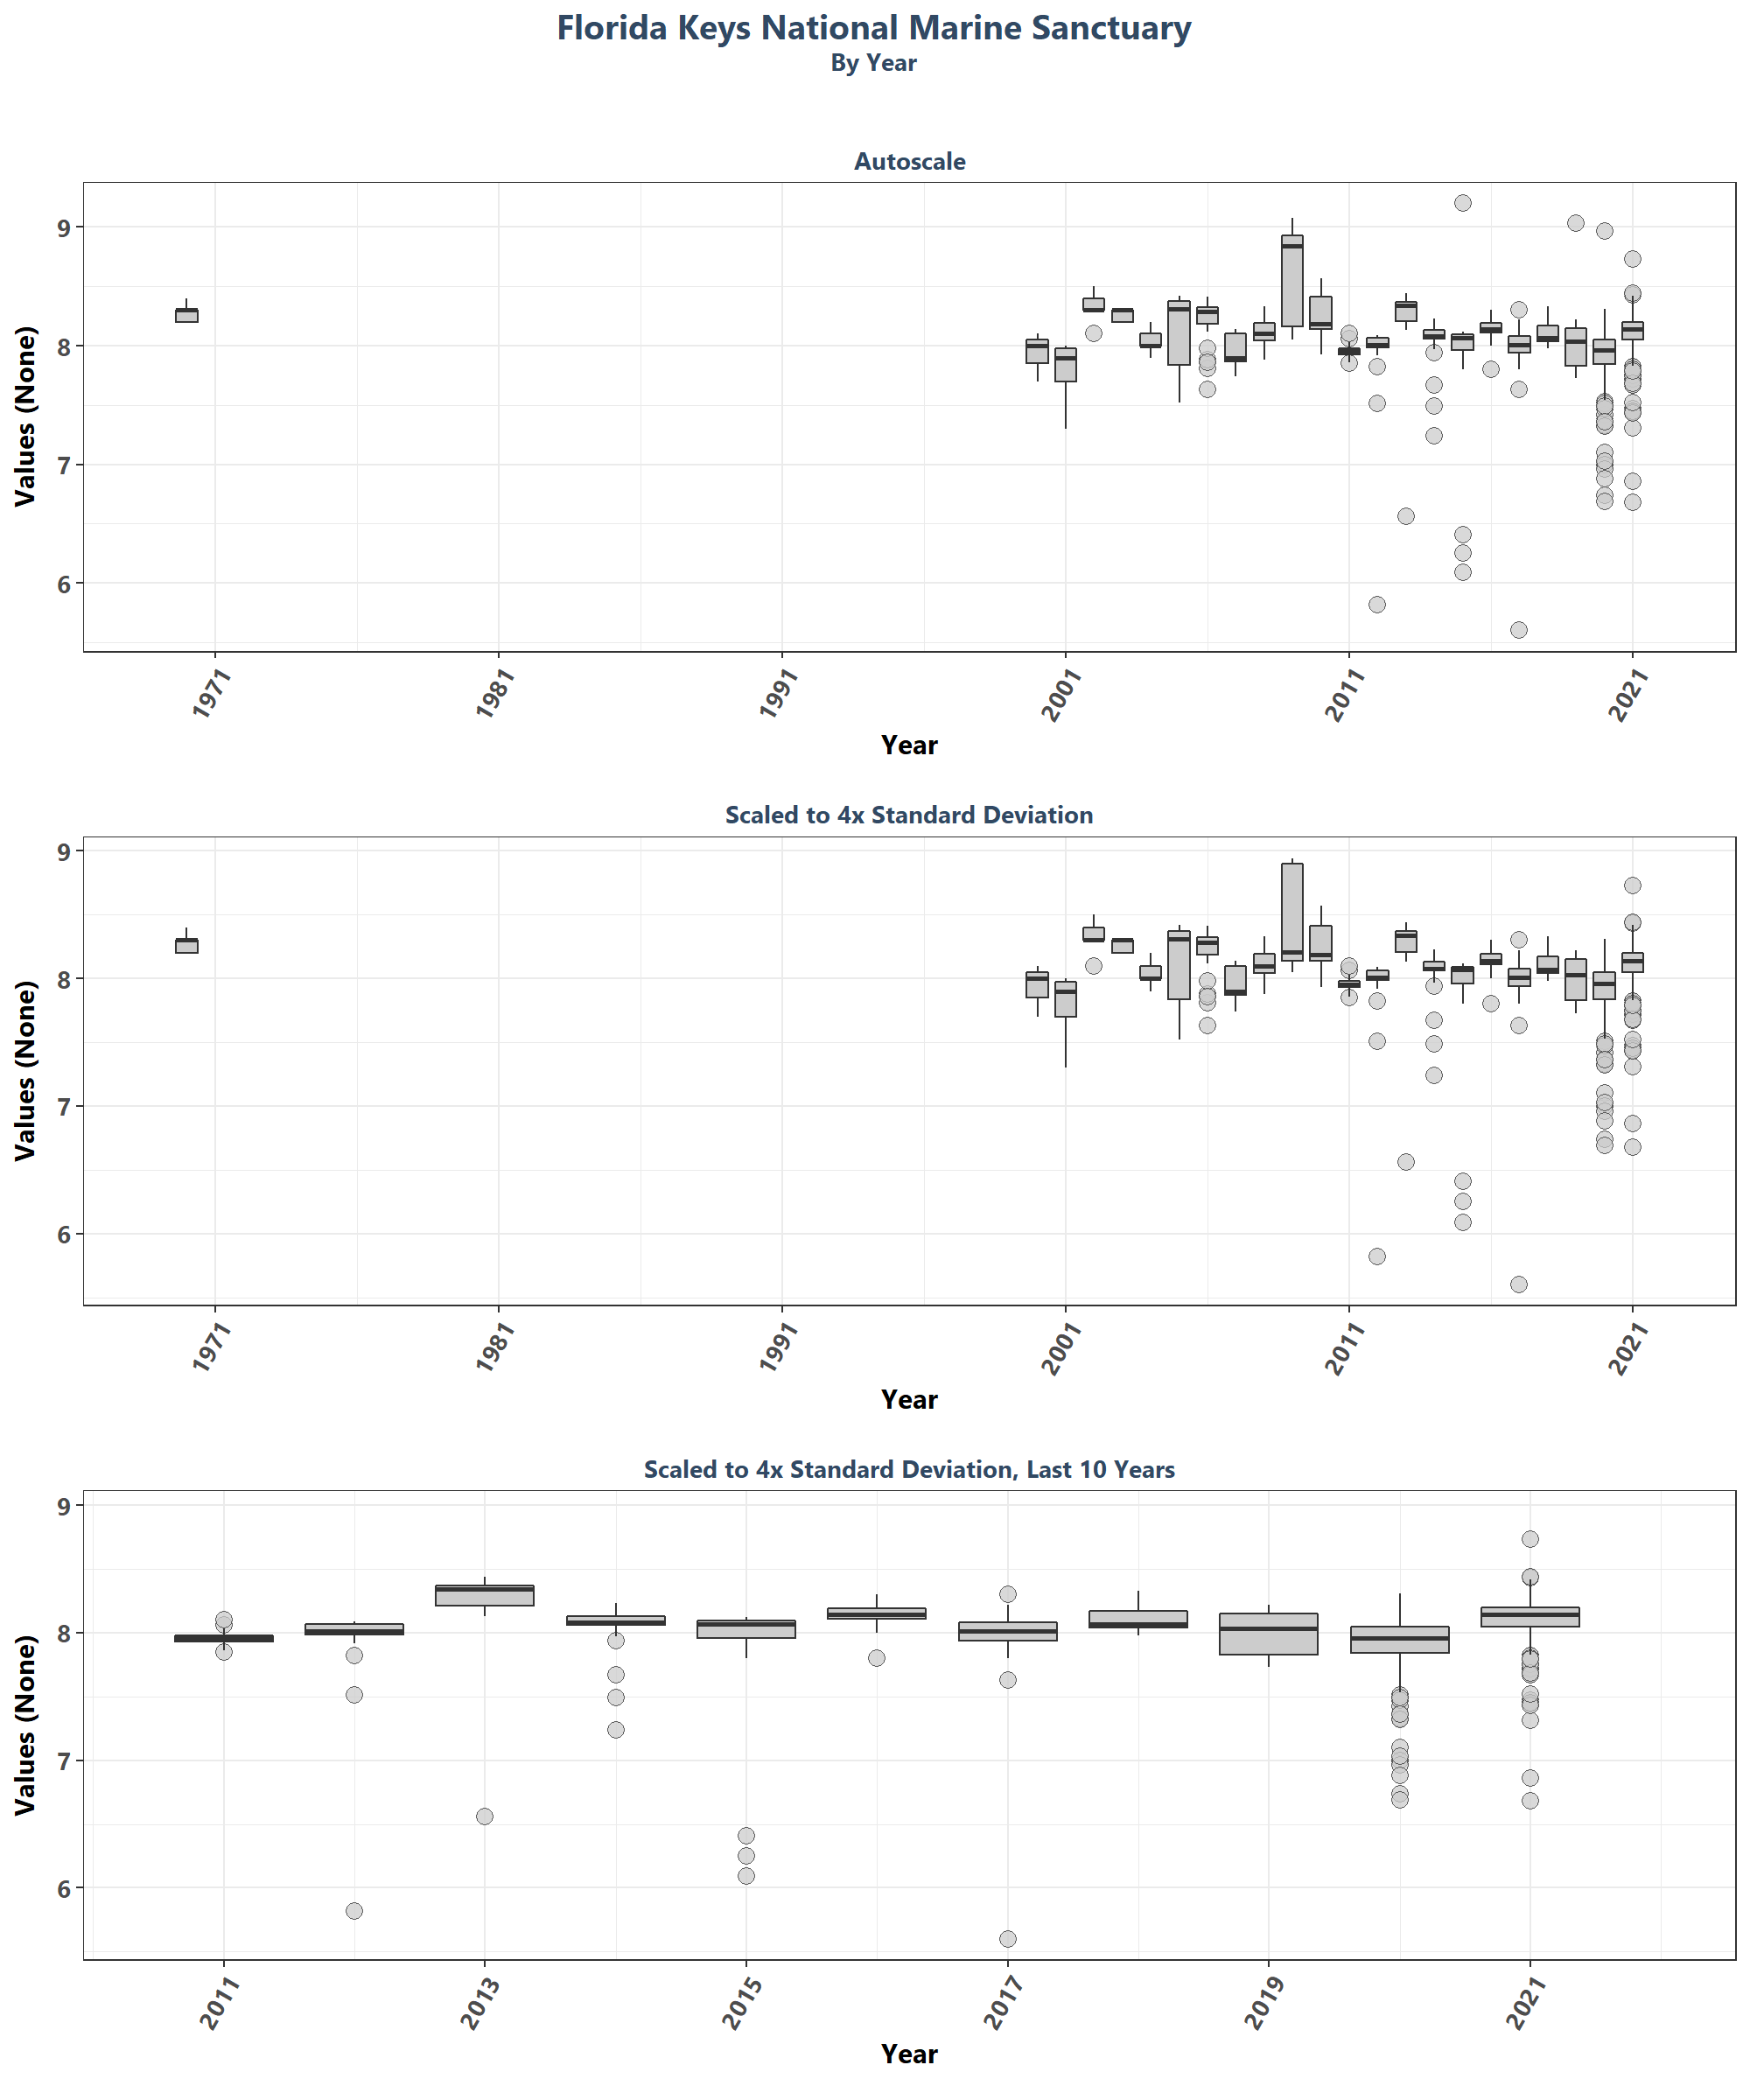 Florida Keys National Marine Sanctuary
By Year
Autoscale
Values (None)
9
8
7
6
1971 1981 1991 2001 2011 2021
Year
Scaled to 4x Standard Deviation
Values (None)
9
8
7
6
1971 1981 1991 2001 2011 2021
Year
Scaled to 4x Standard Deviation, Last 10 Years
Values (None)
9
8
7
6
2011 2013 2015 2017 2019 2021
Year